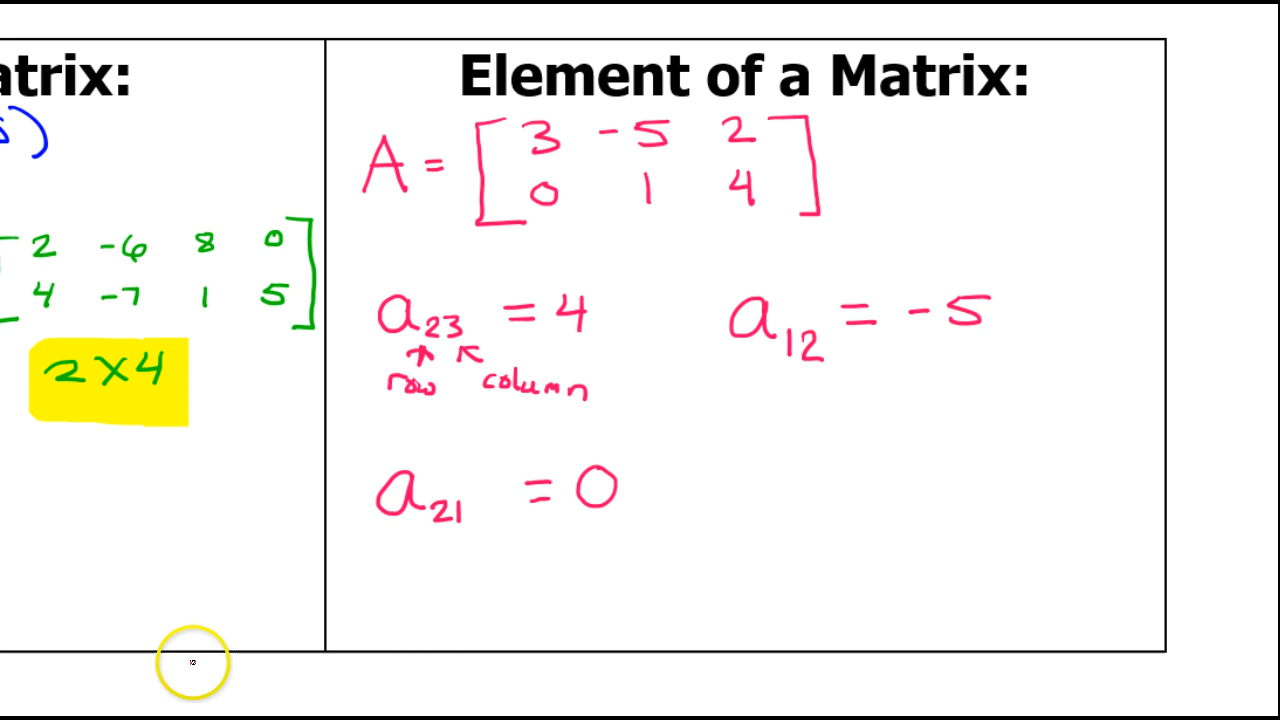 atrix:
s)
2 -6 8 0
4 -7 1 5
2x4
Element of a Matrix:
A = [ 3 -5 2
0 1 4 ]
a23 = 4
row column
a12 = -5
a21 = 0